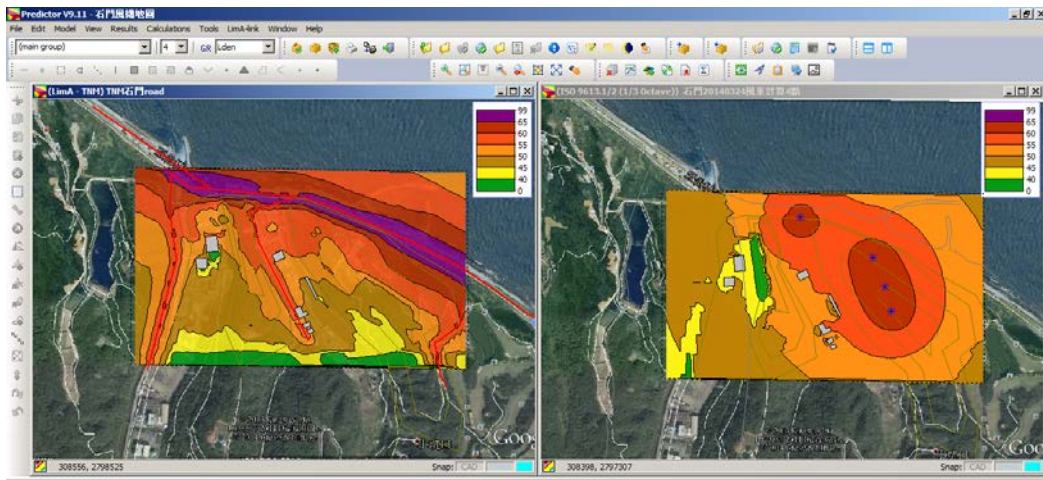 Predictor V9.11 - 石門風機地圖
File Edit Model View Results Calculations Tools LimA-link Window Help
(main group) 4 GR Lden
(LimA - TNM) TNM石門road
(ISO 9613.1/2 (1/3 Octave)) 石門20140324風車計算4點
99
65
60
55
50
45
40
0
99
65
60
55
50
45
40
0
Goo
Goo
308556, 2798525
Snap: CAD
308398, 2797307
Snap: CAD